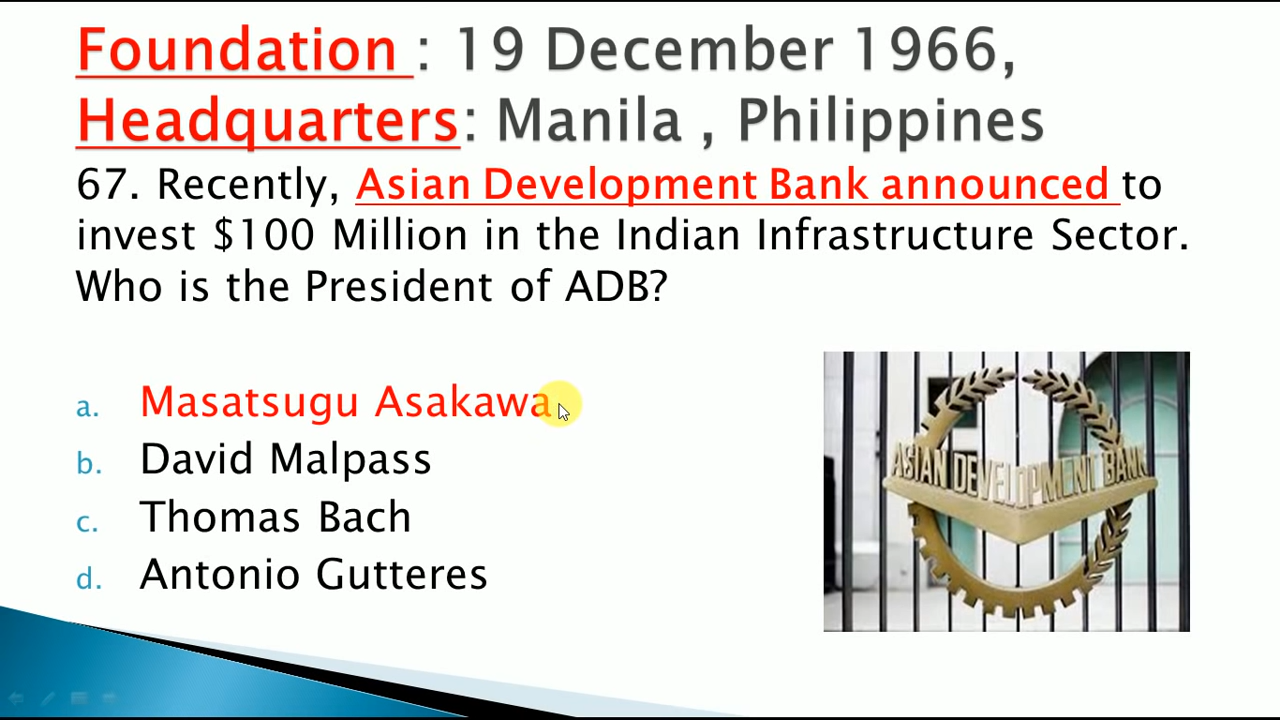 Foundation : 19 December 1966,
Headquarters: Manila , Philippines
67. Recently, Asian Development Bank announced to
invest $100 Million in the Indian Infrastructure Sector.
Who is the President of ADB?
a. Masatsugu Asakawa
b. David Malpass
c. Thomas Bach
d. Antonio Gutteres
ASIAN DEVELOPMENT BANK